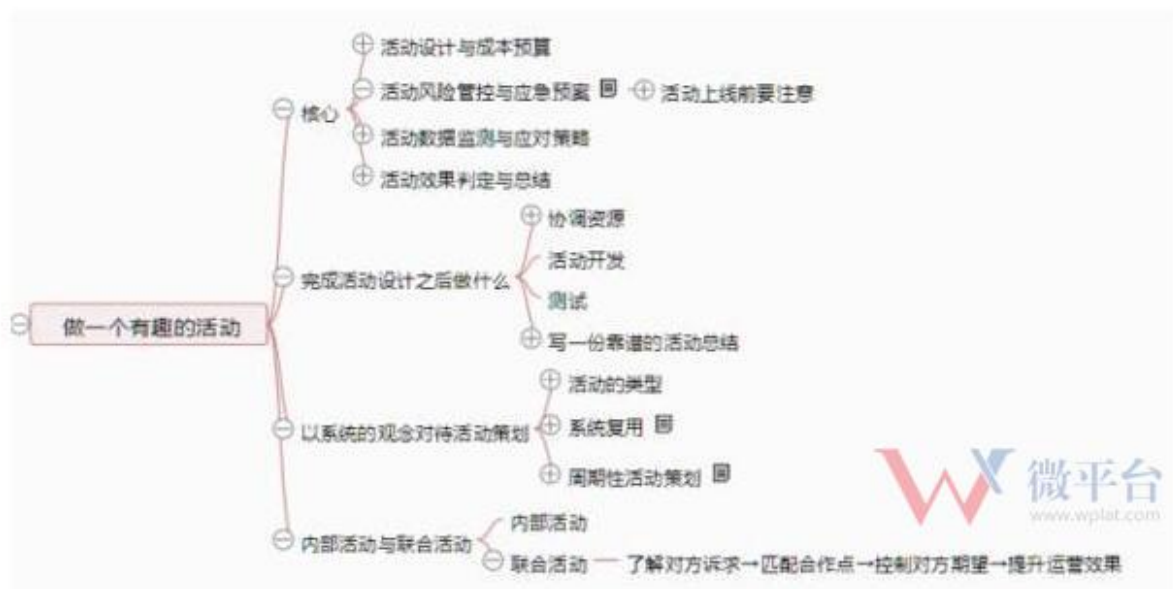 活动设计与成本预算
活动风险管控与应急预案
活动上线前要注意
核心
活动数据监测与应对策略
活动效果判定与总结
协调资源
活动开发
完成活动设计之后做什么
测试
写一份靠谱的活动总结
做一个有趣的活动
活动的类型
系统复用
以系统的观念对待活动策划
周期性活动策划
微平台
www.wplat.com
内部活动
内部活动与联合活动
联合活动
了解对方诉求→匹配合作点→控制对方期望→提升运营效果